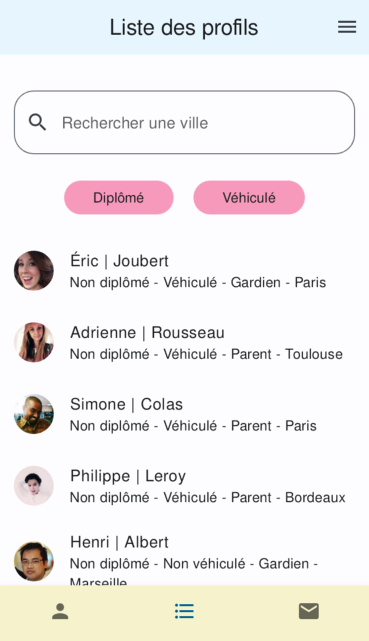 Liste des profils
Rechercher une ville
Diplômé
Véhiculé
Éric | Joubert
Non diplômé - Véhiculé - Gardien - Paris
Adrienne | Rousseau
Non diplômé - Véhiculé - Parent - Toulouse
Simone | Colas
Non diplômé - Véhiculé - Parent - Paris
Philippe | Leroy
Non diplômé - Véhiculé - Parent - Bordeaux
Henri | Albert
Non diplômé - Non véhiculé - Gardien -
Marseille